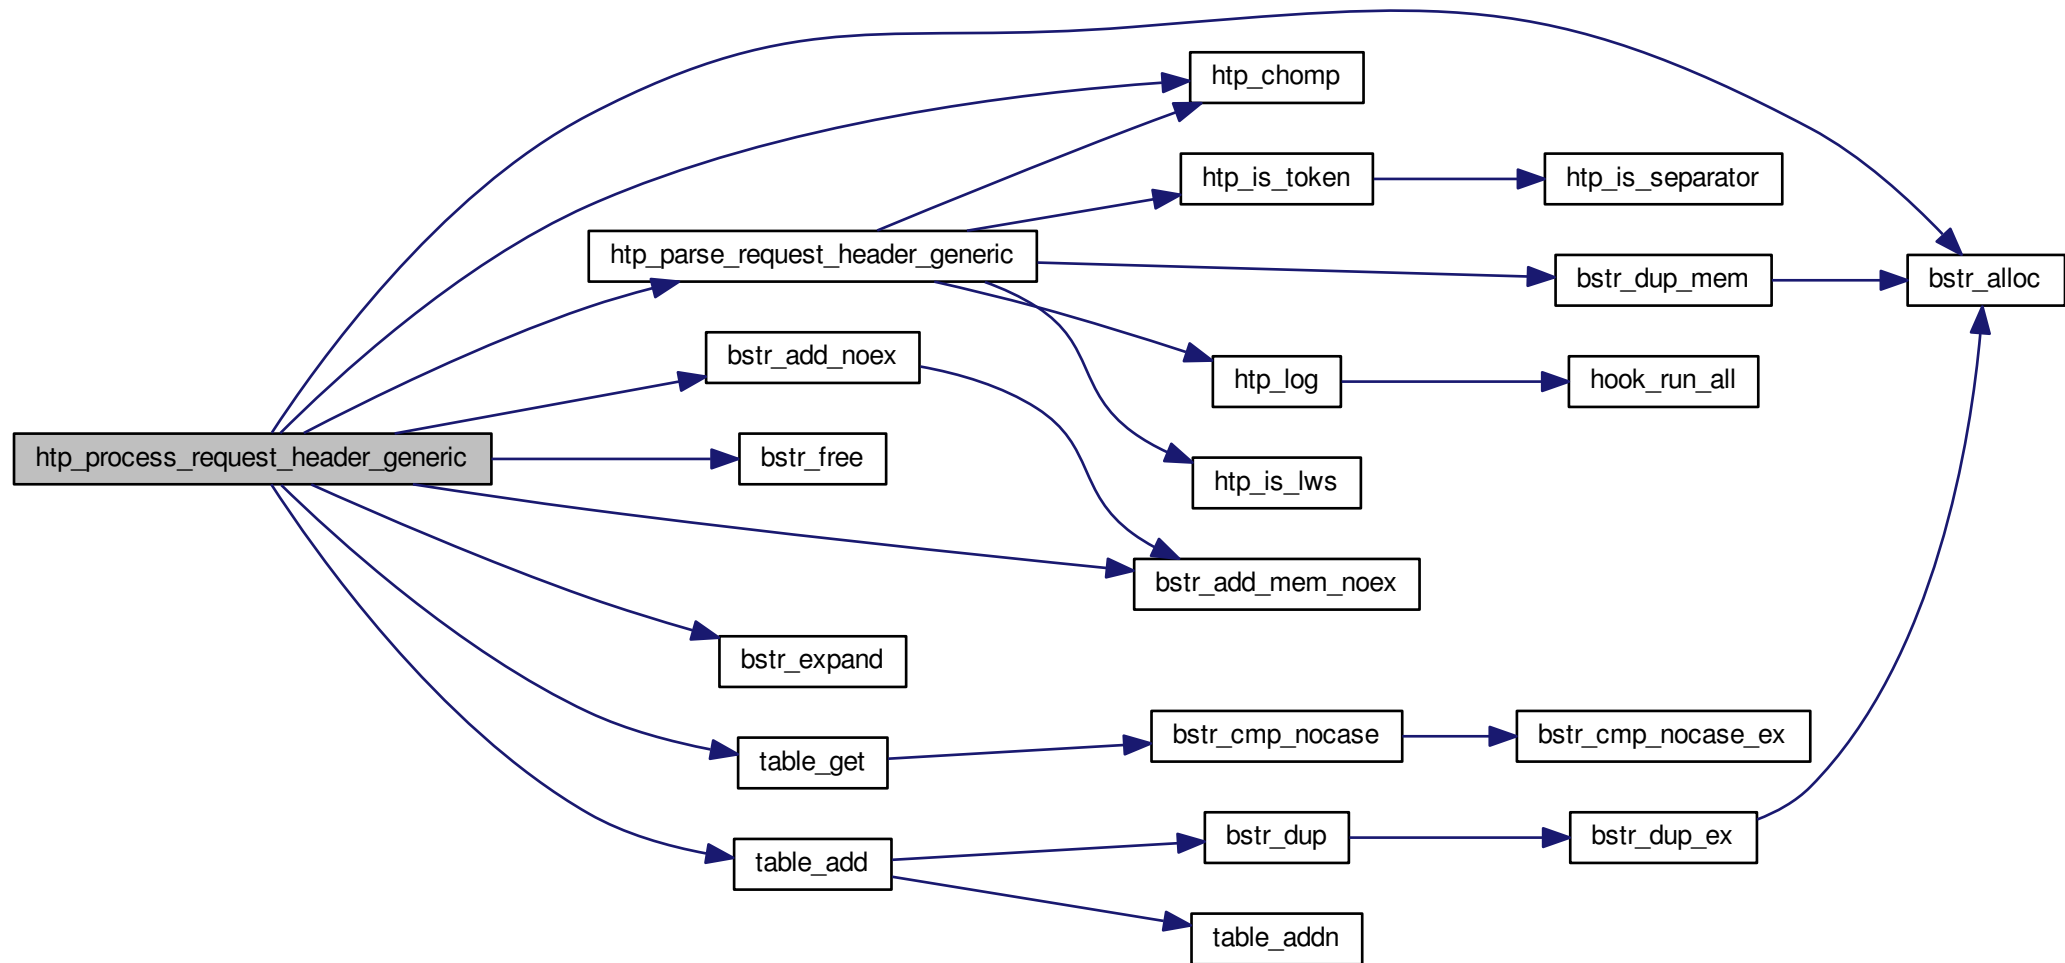 htp_chomp
htp_is_token
htp_is_separator
htp_parse_request_header_generic
bstr_dup_mem
bstr_alloc
bstr_add_noex
htp_log
hook_run_all
htp_process_request_header_generic
bstr_free
htp_is_lws
bstr_add_mem_noex
bstr_expand
table_get
bstr_cmp_nocase
bstr_cmp_nocase_ex
table_add
bstr_dup
bstr_dup_ex
table_addn